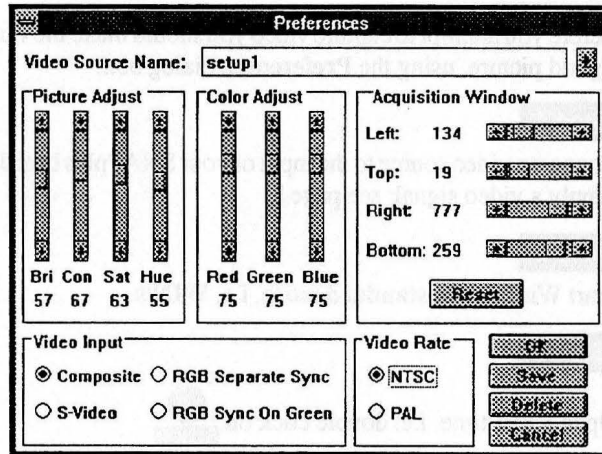 Preferences
Video Source Name: setup1
Picture Adjust
Bri Con Sat Hue
57 67 63 55
Color Adjust
Red Green Blue
75 75 75
Acquisition Window
Left: 134
Top: 19
Right: 777
Bottom: 259
Reset
Video Input
Composite RGB Separate Sync
S-Video RGB Sync On Green
Video Rate
NTSC
PAL
OK
Save
Delete
Cancel